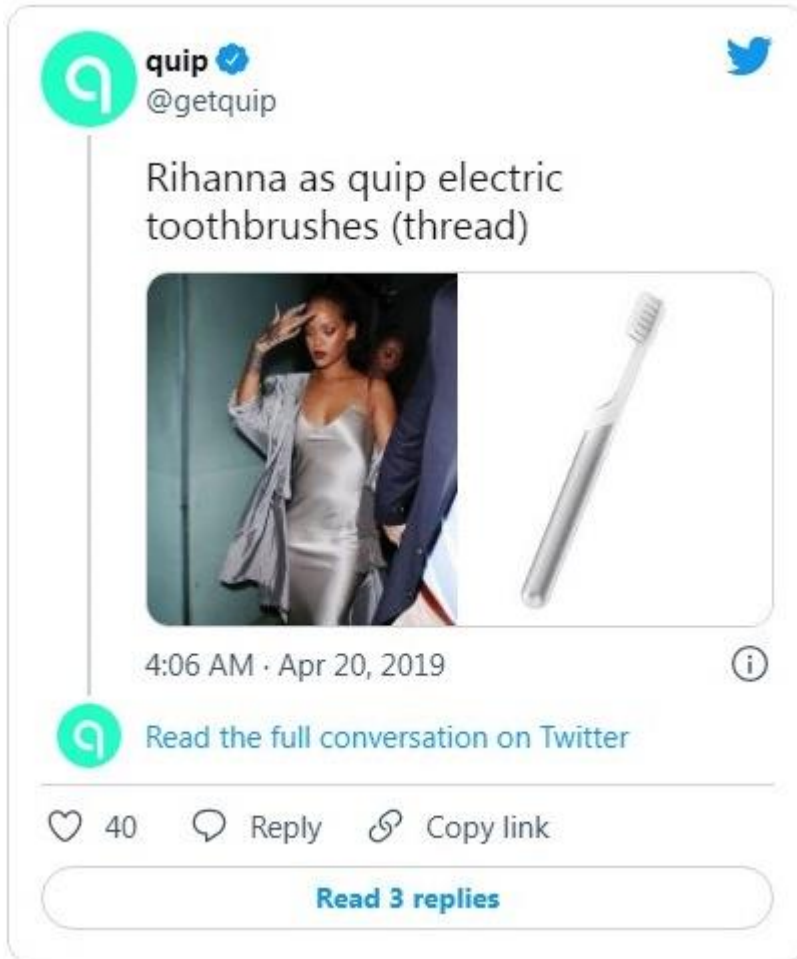 quip
@getquip
Rihanna as quip electric
toothbrushes (thread)
4:06 AM · Apr 20, 2019
Read the full conversation on Twitter
40 Reply Copy link
Read 3 replies